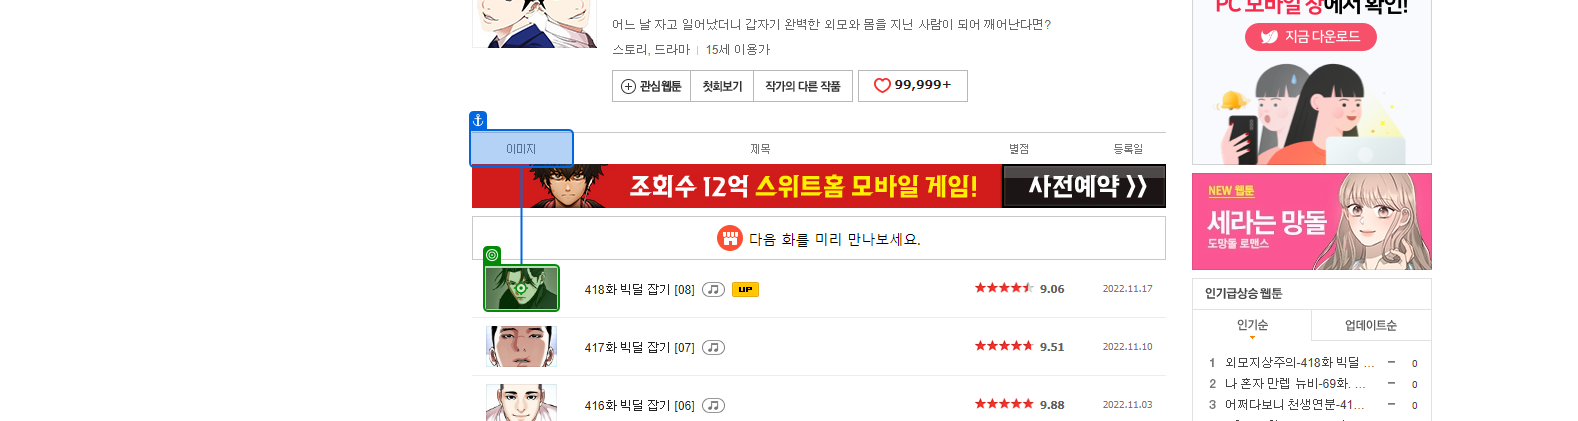 어느 날 자고 일어났더니 갑자기 완벽한 외모와 몸을 지닌 사람이 되어 깨어난다면?
스토리, 드라마 | 15세 이용가
관심웹툰 첫회보기 작가의 다른 작품 99,999+
이미지 제목 별점 등록일
조회수 12억 스위트홈 모바일 게임! 사전예약 》
다음 화를 미리 만나보세요.
418화 빅딜 잡기 [08] UP 9.06 2022.11.17
417화 빅딜 잡기 [07] 9.51 2022.11.10
416화 빅딜 잡기 [06] 9.88 2022.11.03
PC 모바일 창에서 확인!
지금 다운로드
NEW 웹툰
세라는 망돌
도망돌 로맨스
인기급상승 웹툰
인기순 업데이트순
1 외모지상주의-418화 빅딜 ... 0
2 나 혼자 만렙 뉴비-69화. ... 0
3 어쩌다보니 천생연분-41... 0